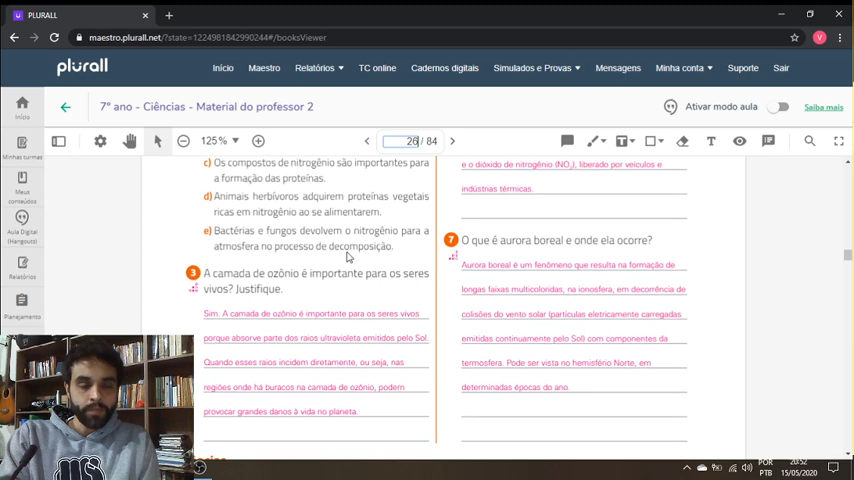 PLURALL
maestro.plurall.net/?state=1224981842990244#/booksViewer
V
plurall
Início
Maestro
Relatórios
TC online
Cadernos digitais
Simulados e Provas
Mensagens
Minha conta
Suporte
Sair
Início
7º ano - Ciências - Material do professor 2
Ativar modo aula
Saiba mais
Minhas turmas
125%
26 / 84
Meus
conteúdos
Aula Digital
(Hangouts)
Relatórios
Planejamento
c) Os compostos de nitrogênio são importantes para
a formação das proteínas.
d) Animais herbívoros adquirem proteínas vegetais
ricas em nitrogênio ao se alimentarem.
e) Bactérias e fungos devolvem o nitrogênio para a
atmosfera no processo de decomposição.
3 A camada de ozônio é importante para os seres
vivos? Justifique.
Sim. A camada de ozônio é importante para os seres vivos
porque absorve parte dos raios ultravioleta emitidos pelo Sol.
Quando esses raios incidem diretamente, ou seja, nas
regiões onde há buracos na camada de ozônio, podem
provocar grandes danos à vida no planeta.
e o dióxido de nitrogênio (NO₂), liberado por veículos e
indústrias térmicas.
7 O que é aurora boreal e onde ela ocorre?
Aurora boreal é um fenômeno que resulta na formação de
longas faixas multicoloridas, na ionosfera, em decorrência de
colisões do vento solar (partículas eletricamente carregadas
emitidas continuamente pelo Sol) com componentes da
termosfera. Pode ser vista no hemisfério Norte, em
determinadas épocas do ano.
POR
PTB
20:52
15/05/2020